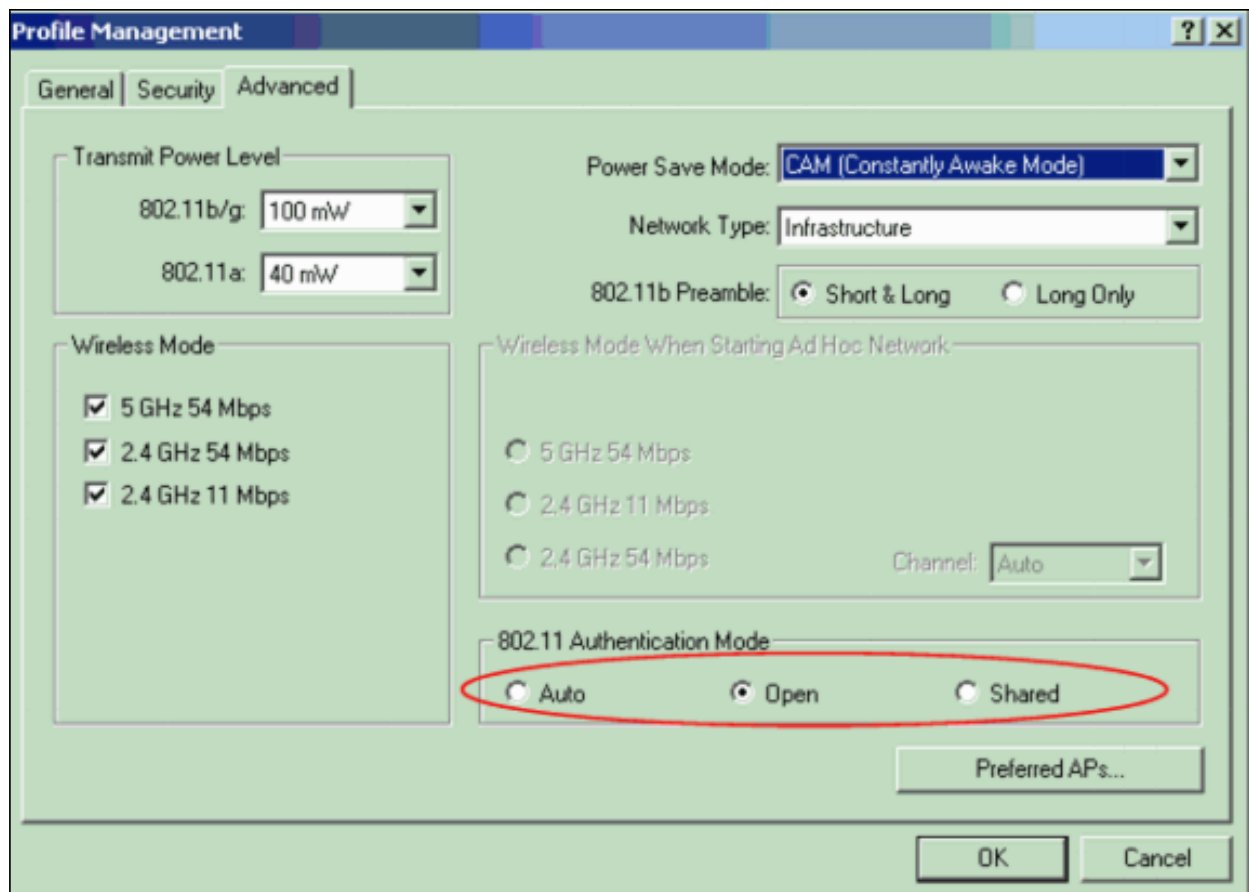 Profile Management
General Security Advanced
Transmit Power Level
802.11b/g: 100 mW
802.11a: 40 mW
Power Save Mode: CAM (Constantly Awake Mode)
Network Type: Infrastructure
802.11b Preamble: Short & Long Long Only
Wireless Mode
5 GHz 54 Mbps
2.4 GHz 54 Mbps
2.4 GHz 11 Mbps
Wireless Mode When Starting Ad Hoc Network
5 GHz 54 Mbps
2.4 GHz 11 Mbps
2.4 GHz 54 Mbps Channel: Auto
802.11 Authentication Mode
Auto Open Shared
Preferred APs...
OK Cancel